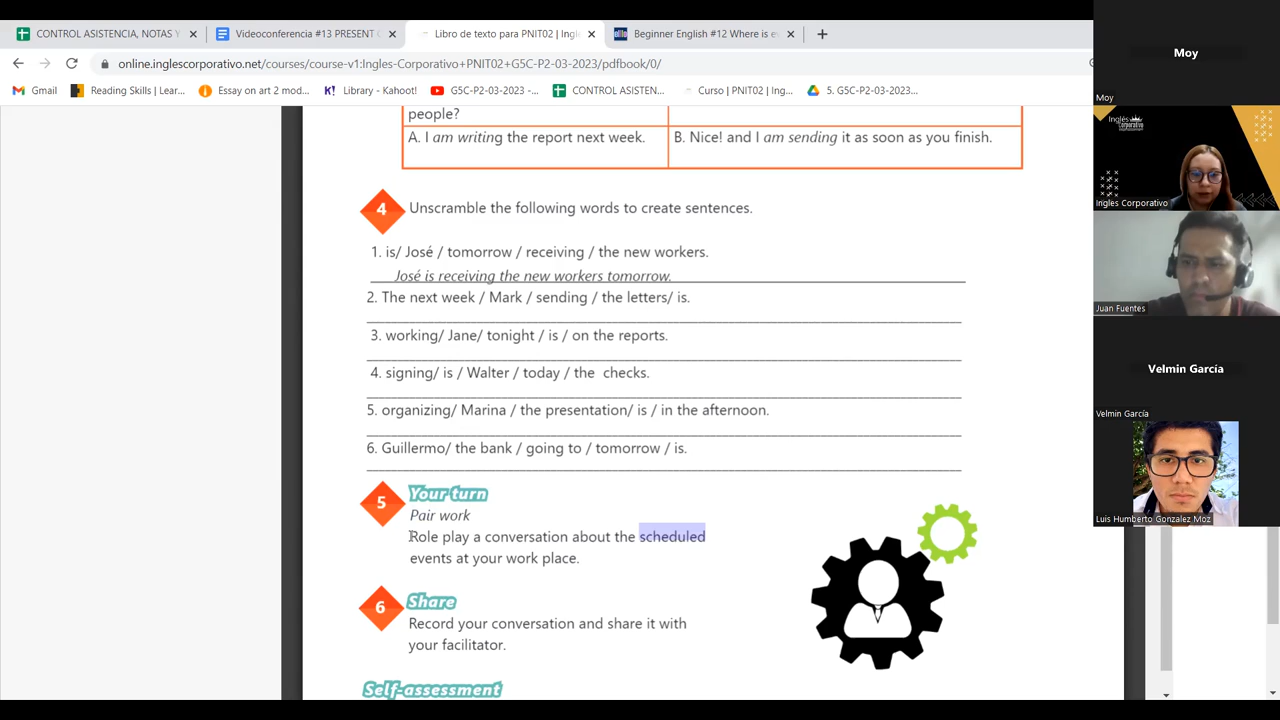 CONTROL ASISTENCIA, NOTAS Y
Videoconferencia #13 PRESENT C
Libro de texto para PNIT02 | Ingl
Beginner English #12 Where is e
online.inglescorporativo.net/courses/course-v1:Ingles-Corporativo+PNIT02+G5C-P2-03-2023/pdfbook/0/
Gmail
Reading Skills | Lear...
Essay on art 2 mod...
Library - Kahoot!
G5C-P2-03-2023 -...
CONTROL ASISTEN...
Curso | PNIT02 | Ing...
5. G5C-P2-03-2023...
people?
A. I am writing the report next week.
B. Nice! and I am sending it as soon as you finish.
4 Unscramble the following words to create sentences.
1. is/ José / tomorrow / receiving / the new workers.
José is receiving the new workers tomorrow.
2. The next week / Mark / sending / the letters/ is.
3. working/ Jane/ tonight / is / on the reports.
4. signing/ is / Walter / today / the checks.
5. organizing/ Marina / the presentation/ is / in the afternoon.
6. Guillermo/ the bank / going to / tomorrow / is.
5 Your turn
Pair work
Role play a conversation about the scheduled
events at your work place.
6 Share
Record your conversation and share it with
your facilitator.
Self-assessment
Moy
Moy
Inglés
Corporativo
Ingles Corporativo
Juan Fuentes
Velmin García
Velmin García
Luis Humberto Gonzalez Moz